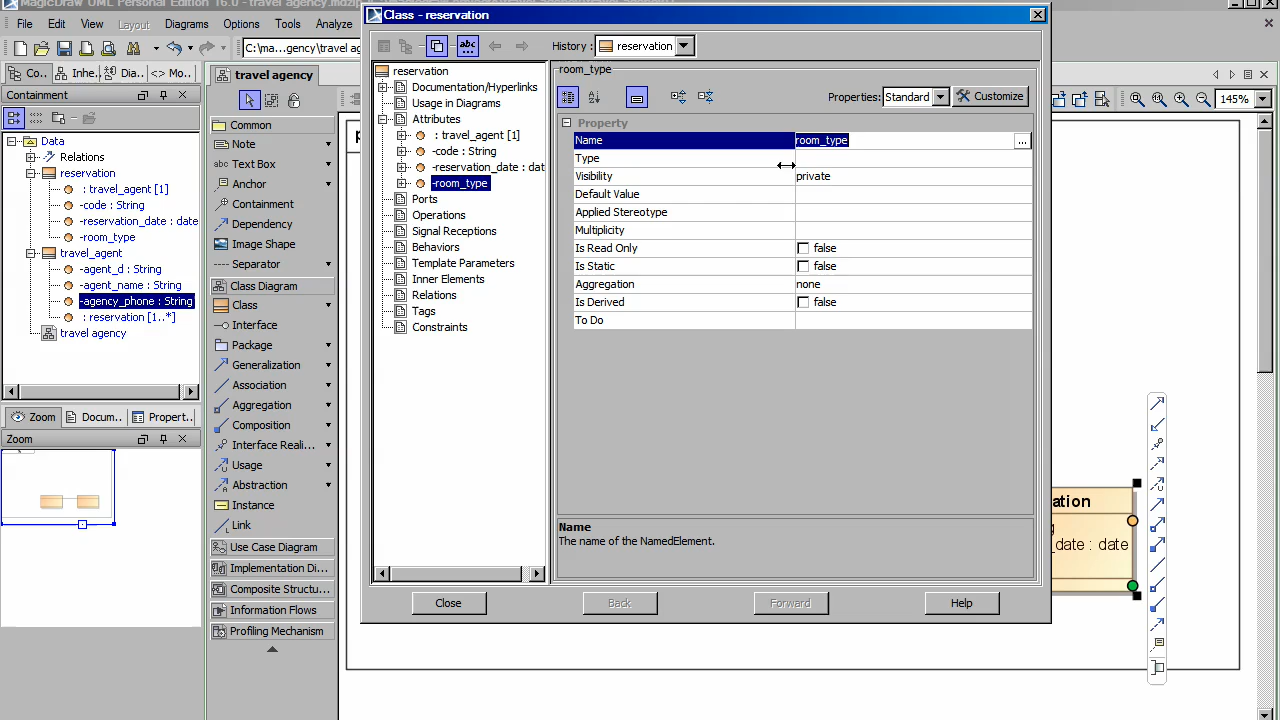 MagicDraw UML Personal Edition 16.0 - travel agency.mdzip
File Edit View Layout Diagrams Options Tools Analyze
C:\ma...gency\travel ag
Co.. Inhe. Dia.. <> Mo..
Containment
Data
Relations
reservation
: travel_agent [1]
-code : String
-reservation_date : date
-room_type
travel_agent
-agent_d : String
-agent_name : String
-agency_phone : String
: reservation [1..*]
travel agency
Zoom Docum.. Propert..
Zoom
travel agency
Common
Note
Text Box
Anchor
Containment
Dependency
Image Shape
Separator
Class Diagram
Class
Interface
Package
Generalization
Association
Aggregation
Composition
Interface Reali...
Usage
Abstraction
Instance
Link
Use Case Diagram
Implementation Di...
Composite Structu...
Information Flows
Profiling Mechanism
Class - reservation
abc
History : reservation
reservation
Documentation/Hyperlinks
Usage in Diagrams
Attributes
: travel_agent [1]
-code : String
-reservation_date : dat
-room_type
Ports
Operations
Signal Receptions
Behaviors
Template Parameters
Inner Elements
Relations
Tags
Constraints
room_type
Properties: Standard Customize
Property
Name room_type ...
Type
Visibility private
Default Value
Applied Stereotype
Multiplicity
Is Read Only false
Is Static false
Aggregation none
Is Derived false
To Do
Name
The name of the NamedElement.
Close Back Forward Help
145%
ation
g
_date : date